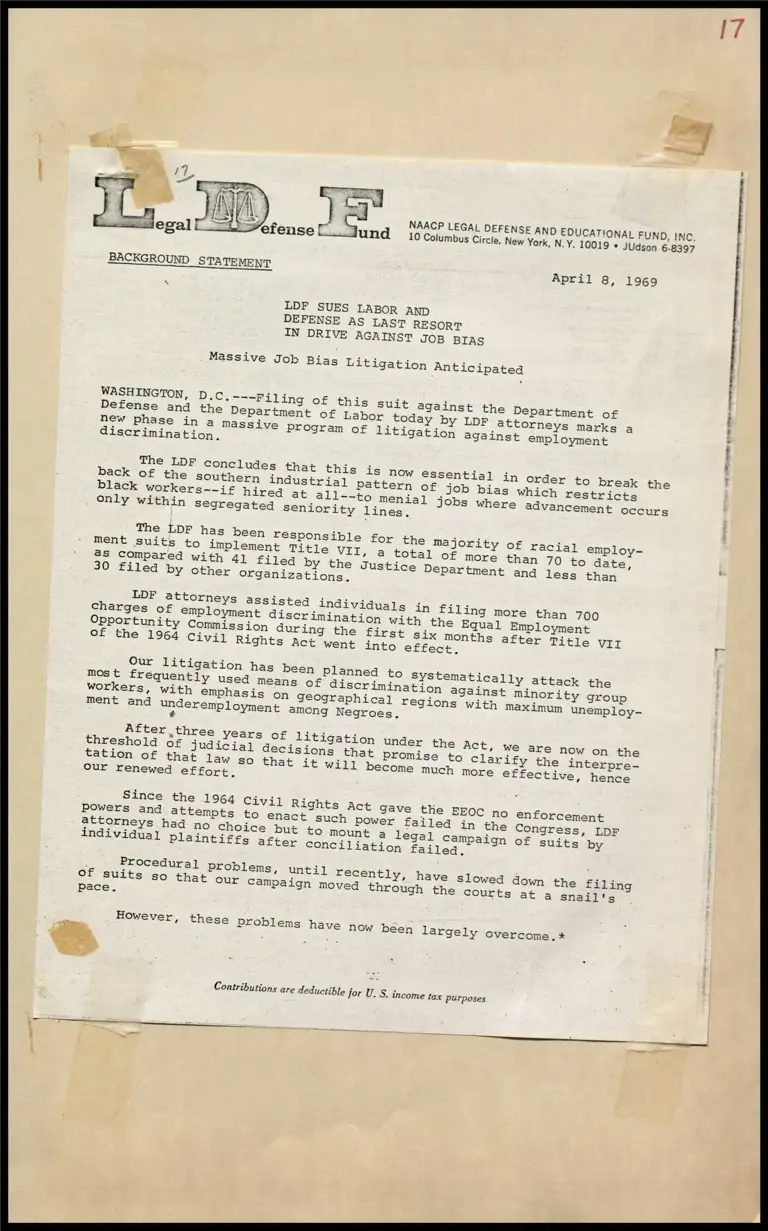 17
17
Legal Defense Fund
NAACP LEGAL DEFENSE AND EDUCATIONAL FUND, INC.
10 Columbus Circle, New York, N.Y. 10019 • JUdson 6-8397
BACKGROUND STATEMENT
April 8, 1969
LDF SUES LABOR AND
DEFENSE AS LAST RESORT
IN DRIVE AGAINST JOB BIAS
Massive Job Bias Litigation Anticipated
WASHINGTON, D.C.---Filing of this suit against the Department of
Defense and the Department of Labor today by LDF attorneys marks a
new phase in a massive program of litigation against employment
discrimination.
The LDF concludes that this is now essential in order to break the
back of the southern industrial pattern of job bias which restricts
black workers--if hired at all--to menial jobs where advancement occurs
only within segregated seniority lines.
The LDF has been responsible for the majority of racial employ-
ment suits to implement Title VII, a total of more than 70 to date,
as compared with 41 filed by the Justice Department and less than
30 filed by other organizations.
LDF attorneys assisted individuals in filing more than 700
charges of employment discrimination with the Equal Employment
Opportunity Commission during the first six months after Title VII
of the 1964 Civil Rights Act went into effect.
Our litigation has been planned to systematically attack the
most frequently used means of discrimination against minority group
workers, with emphasis on geographical regions with maximum unemploy-
ment and underemployment among Negroes.
After three years of litigation under the Act, we are now on the
threshold of judicial decisions that promise to clarify the interpre-
tation of that law so that it will become much more effective, hence
our renewed effort.
Since the 1964 Civil Rights Act gave the EEOC no enforcement
powers and attempts to enact such power failed in the Congress, LDF
attorneys had no choice but to mount a legal campaign of suits by
individual plaintiffs after conciliation failed.
Procedural problems, until recently, have slowed down the filing
of suits so that our campaign moved through the courts at a snail's
pace.
However, these problems have now been largely overcome.*
Contributions are deductible for U. S. income tax purposes